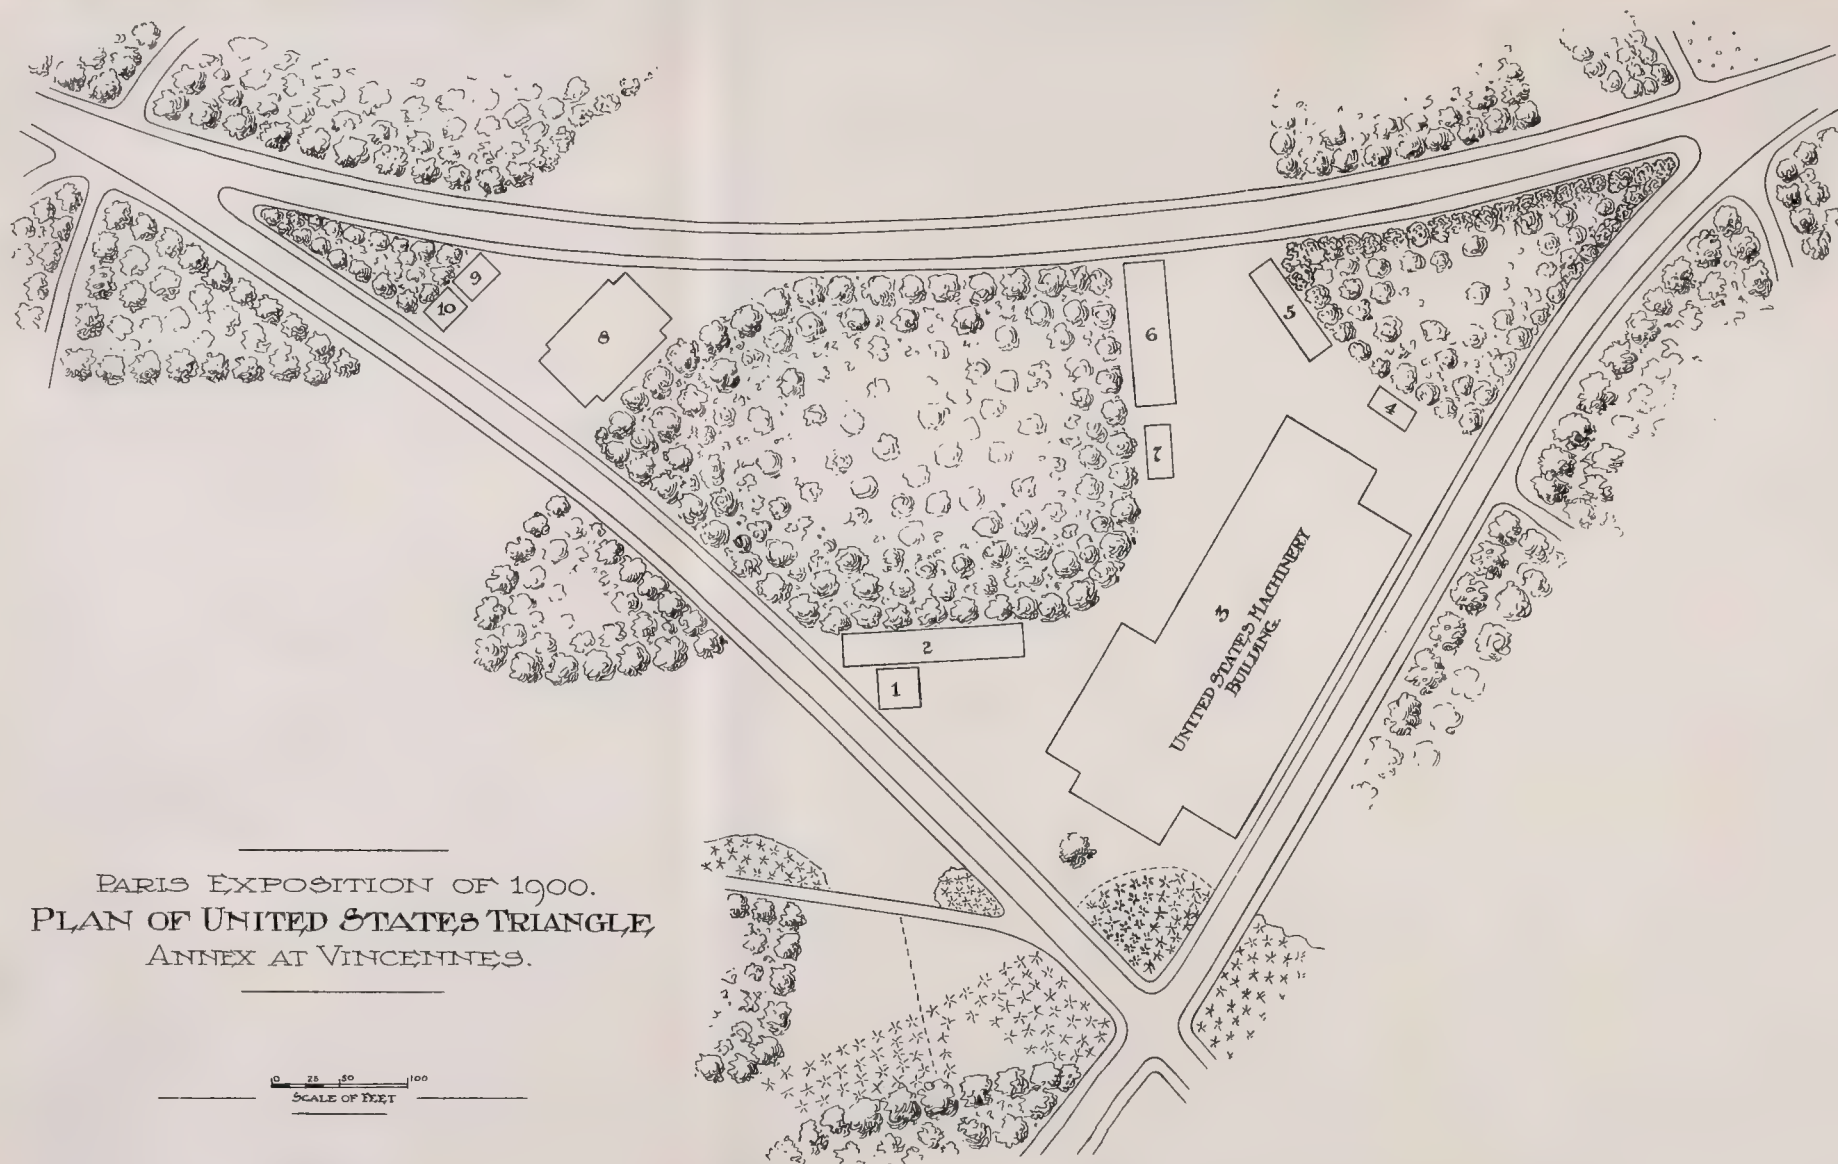 9
10
8
6
5
7
4
3
UNITED STATES MACHINERY
BUILDING.
2
1
PARIS EXPOSITION OF 1900.
PLAN OF UNITED STATES TRIANGLE
ANNEX AT VINCENNES.
0 25 50 100
SCALE OF FEET